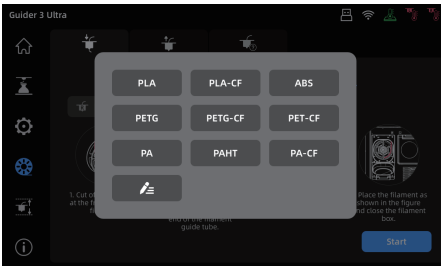 Guider 3 Ultra
PLA
PLA-CF
ABS
PETG
PETG-CF
PET-CF
PA
PAHT
PA-CF
1. Cut of
at the f
end of the filament
guide tube.
Place the filament as
shown in the figure
nd close the filament
box.
Start